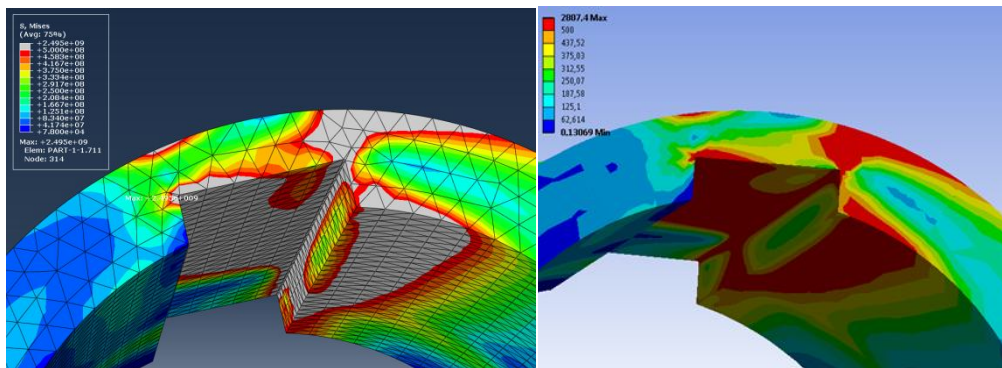 S, Mises
(Avg: 75%)
+2.495e+09
+5.000e+08
+4.583e+08
+4.167e+08
+3.750e+08
+3.334e+08
+2.917e+08
+2.500e+08
+2.084e+08
+1.667e+08
+1.251e+08
+8.340e+07
+4.174e+07
+7.800e+04
Max: +2.495e+09
Elem: PART-1-1.711
Node: 314
2807.4 Max
500
437,52
375,03
312,55
250,07
187,58
125,1
62,614
0.13069 Min